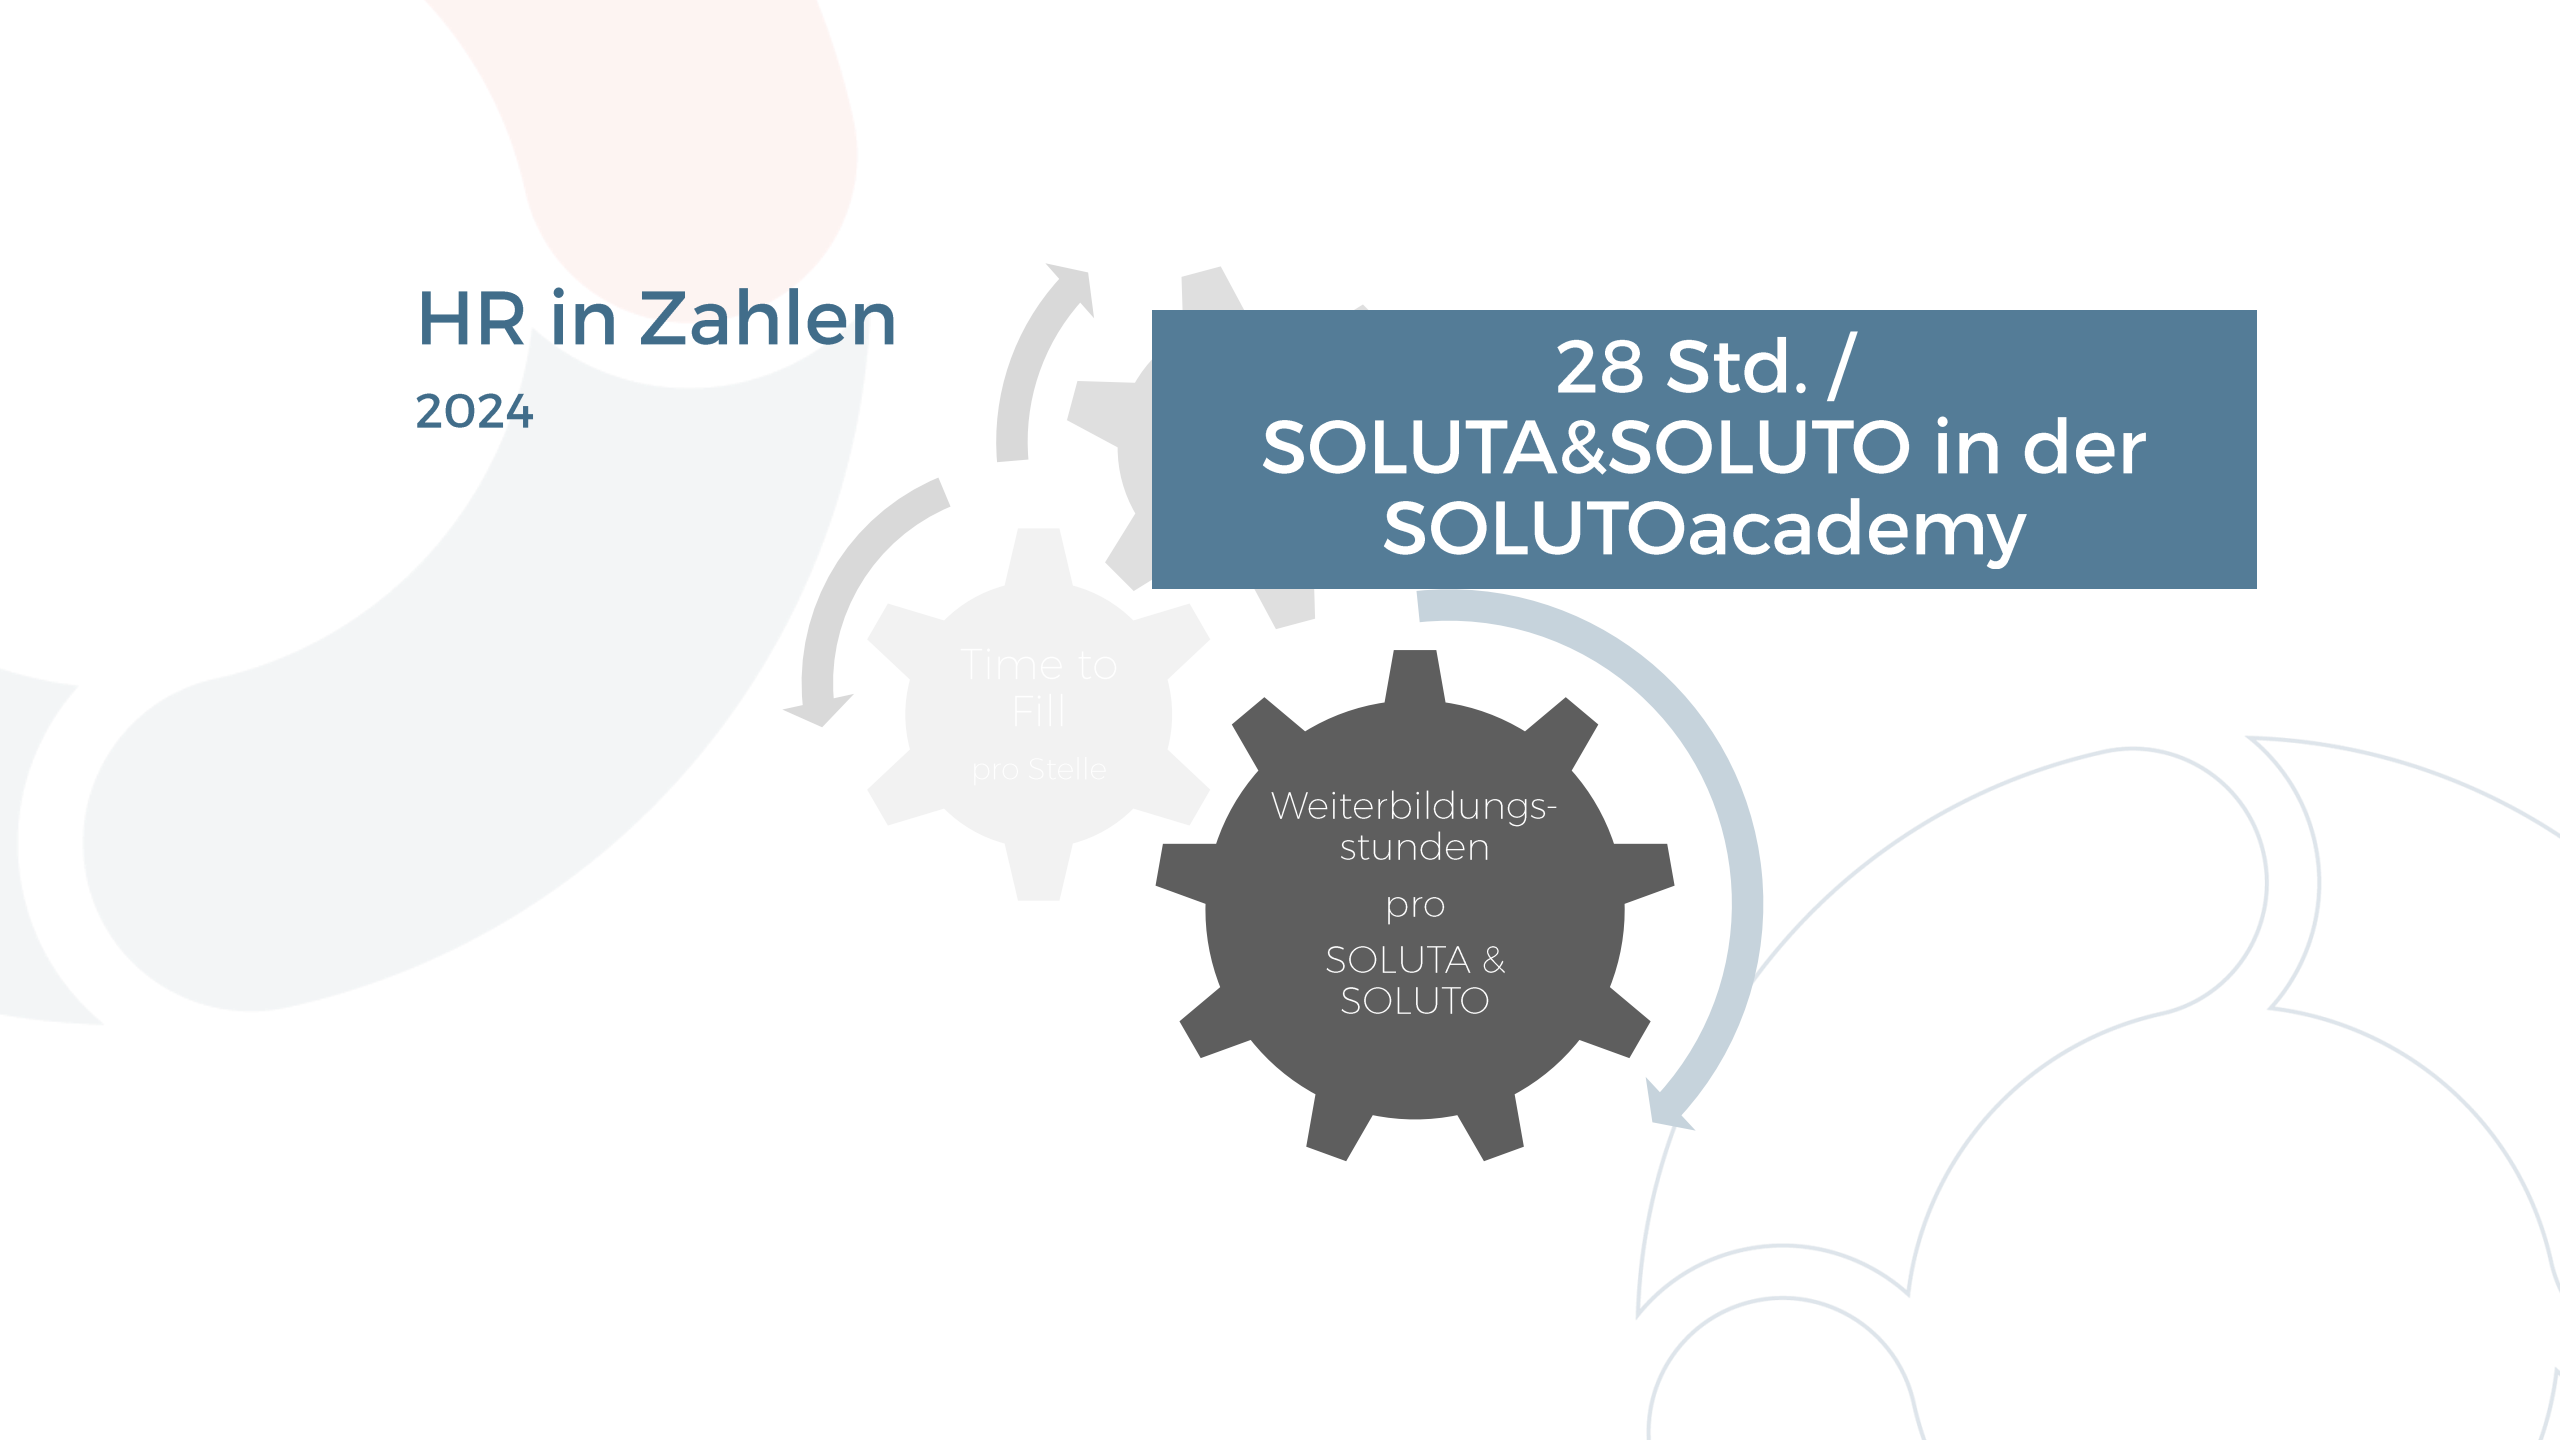 HR in Zahlen
2024
28 Std. /
SOLUTA&SOLUTO in der
SOLUTOacademy
Time to
Fill
pro Stelle
Weiterbildungs-
stunden
pro
SOLUTA &
SOLUTO